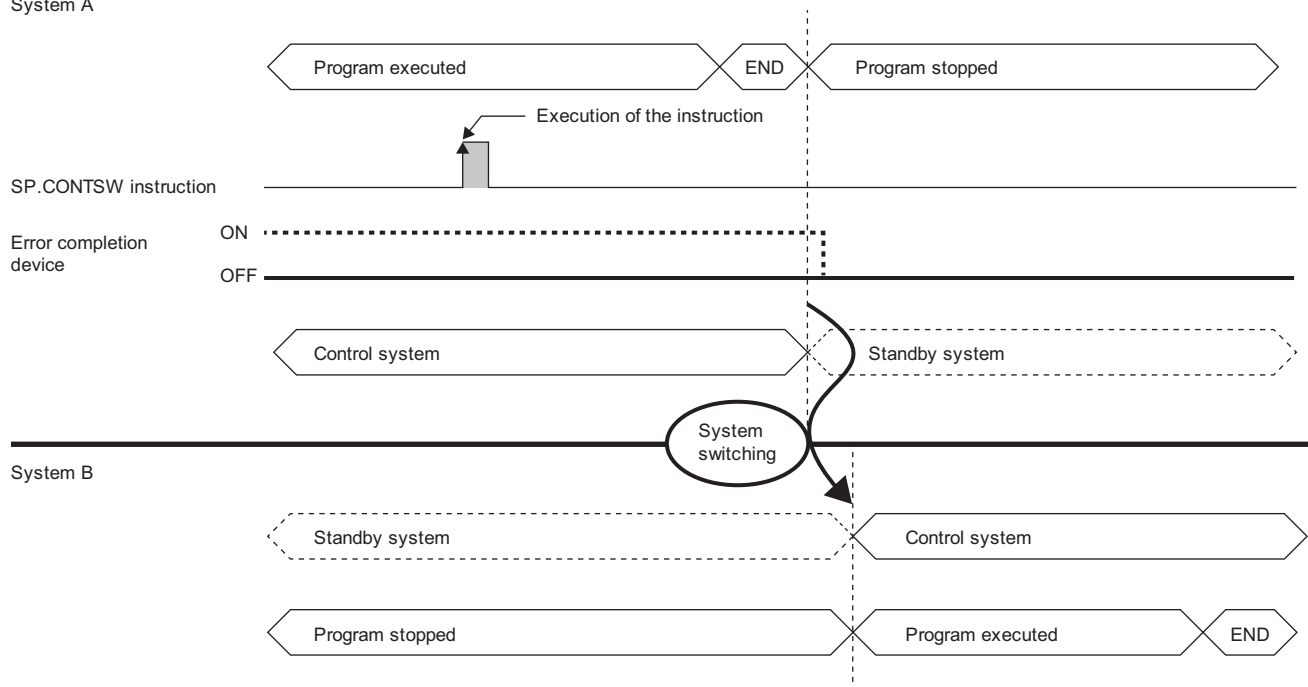 System A
Program executed
END
Program stopped
Execution of the instruction
SP.CONTSW instruction
Error completion
device
ON
OFF
Control system
Standby system
System
switching
System B
Standby system
Control system
Program stopped
Program executed
END